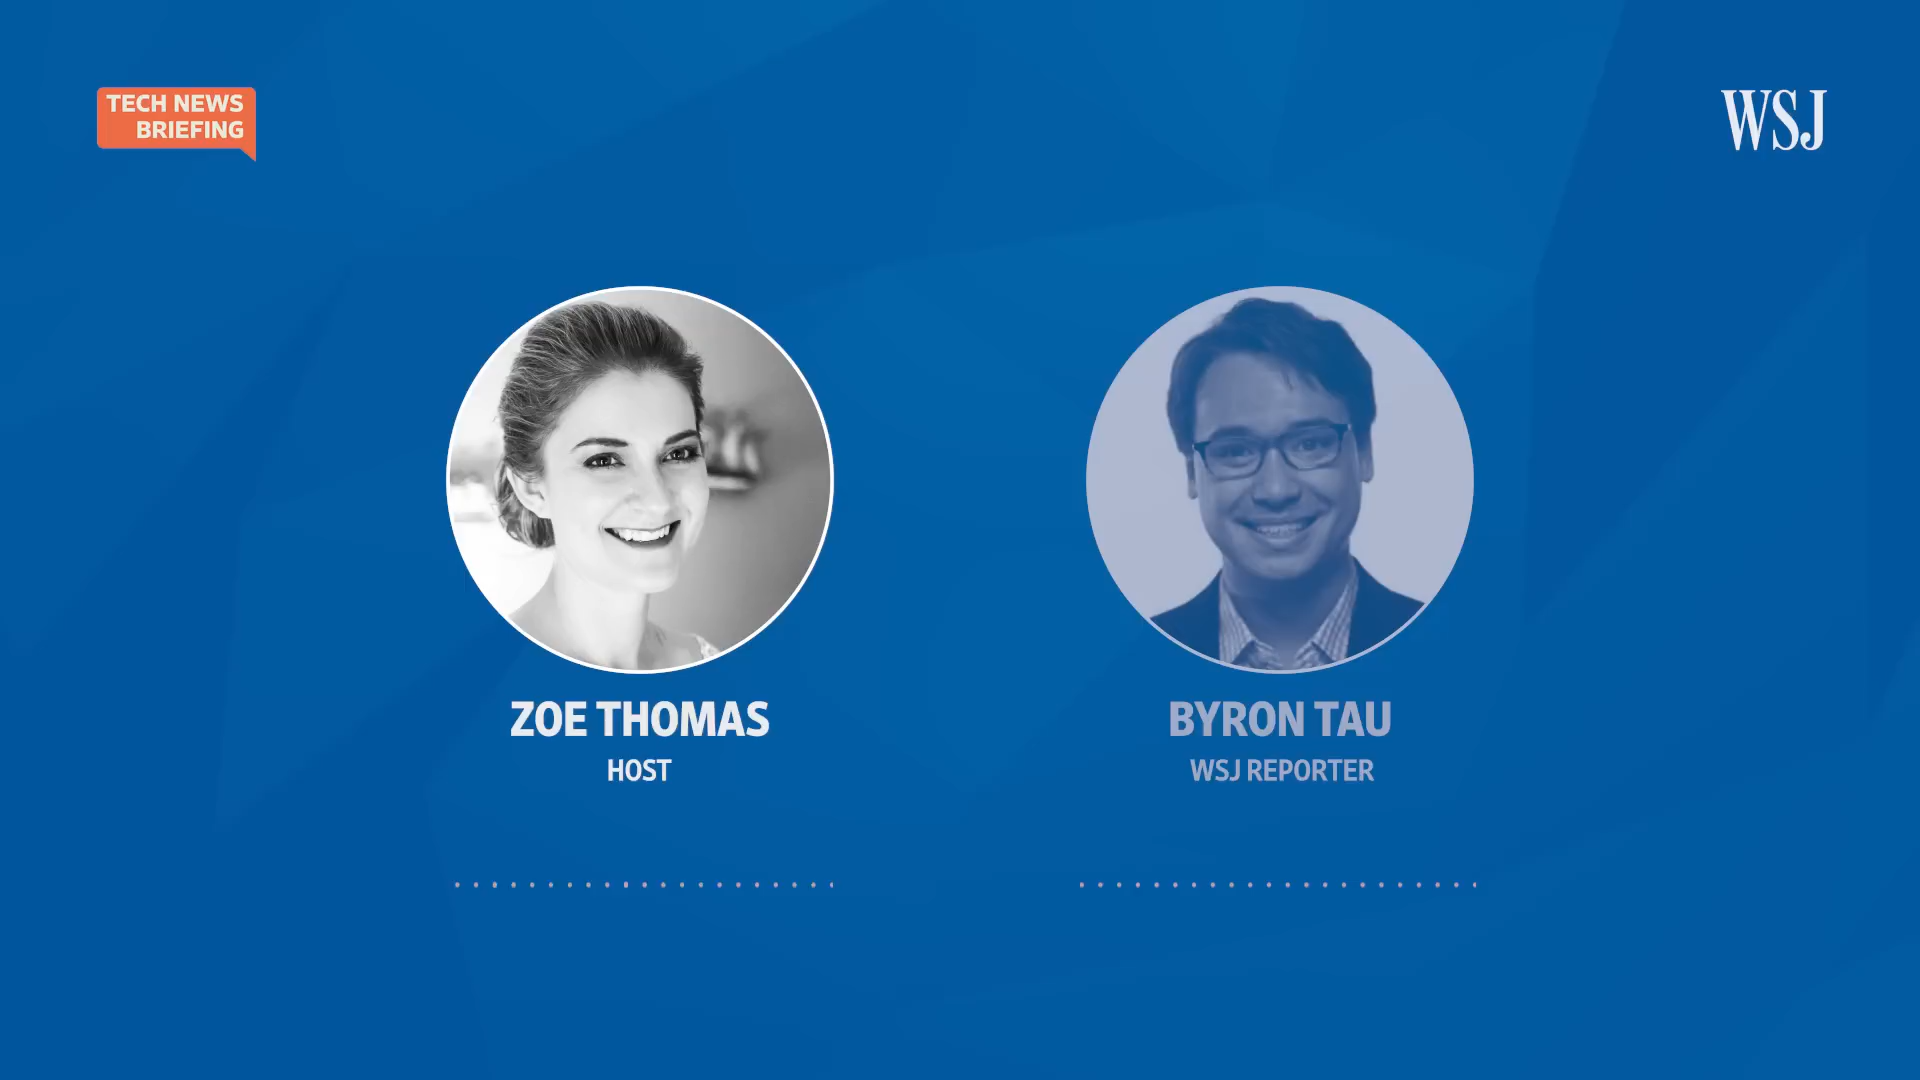 TECH NEWS
BRIEFING
WSJ
ZOE THOMAS
HOST
BYRON TAU
WSJ REPORTER